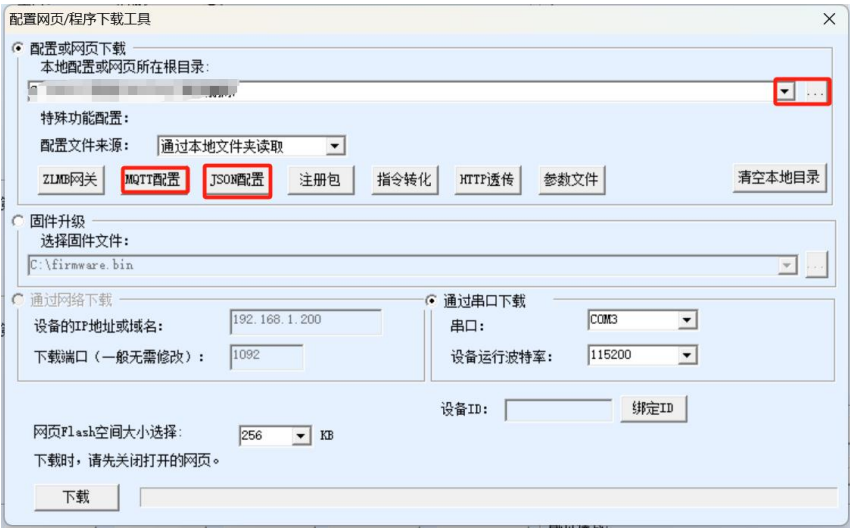 配置网页/程序下载工具
配置或网页下载
本地配置或网页所在根目录:
...
特殊功能配置:
配置文件来源: 通过本地文件夹读取
ZLMB网关 MQTT配置 JSON配置 注册包 指令转化 HTTP透传 参数文件 清空本地目录
固件升级
选择固件文件:
C:\firmware.bin ...
通过网络下载
设备的IP地址或域名: 192.168.1.200
下载端口（一般无需修改）: 1092
通过串口下载
串口: COM3
设备运行波特率: 115200
设备ID: 绑定ID
网页Flash空间大小选择: 256 KB
下载时，请先关闭打开的网页。
下载